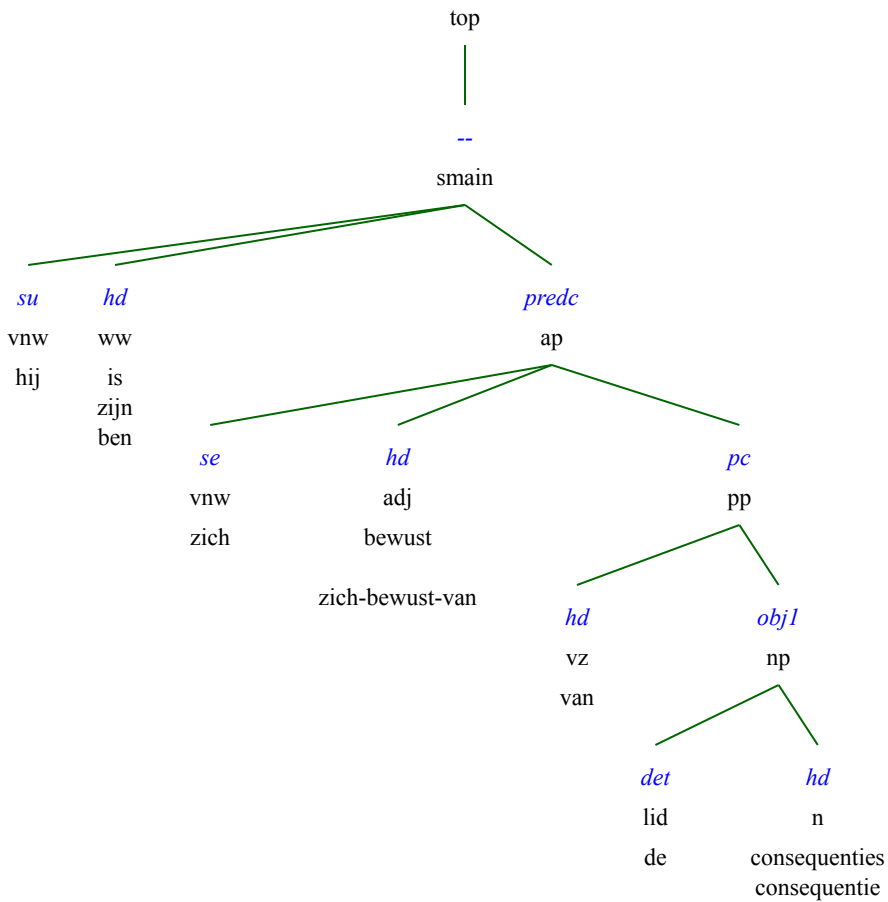 top
--
smain
su hd predc
vnw ww ap
hij is
zijn
ben
se hd pc
vnw adj pp
zich bewust
zich-bewust-van
hd obj1
vz np
van
det hd
lid n
de consequenties
consequentie